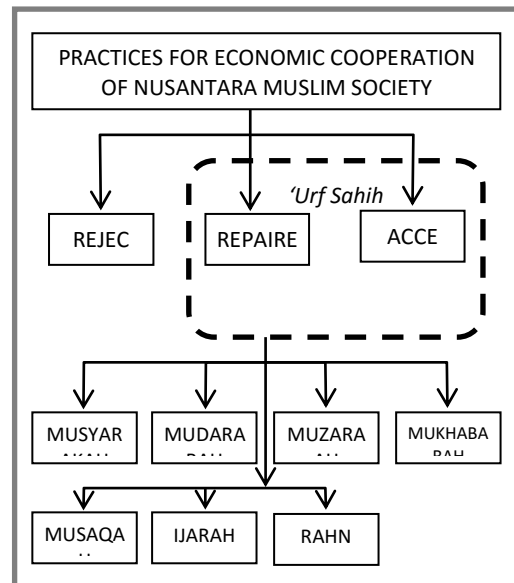 PRACTICES FOR ECONOMIC COOPERATION
OF NUSANTARA MUSLIM SOCIETY
'Urf Sahih
REJEC
REPAIRE
ACCE
MUSYAR
MUDARA
MUZARA
MUKHABA
RAH
MUSAQA
IJARAH
RAHN